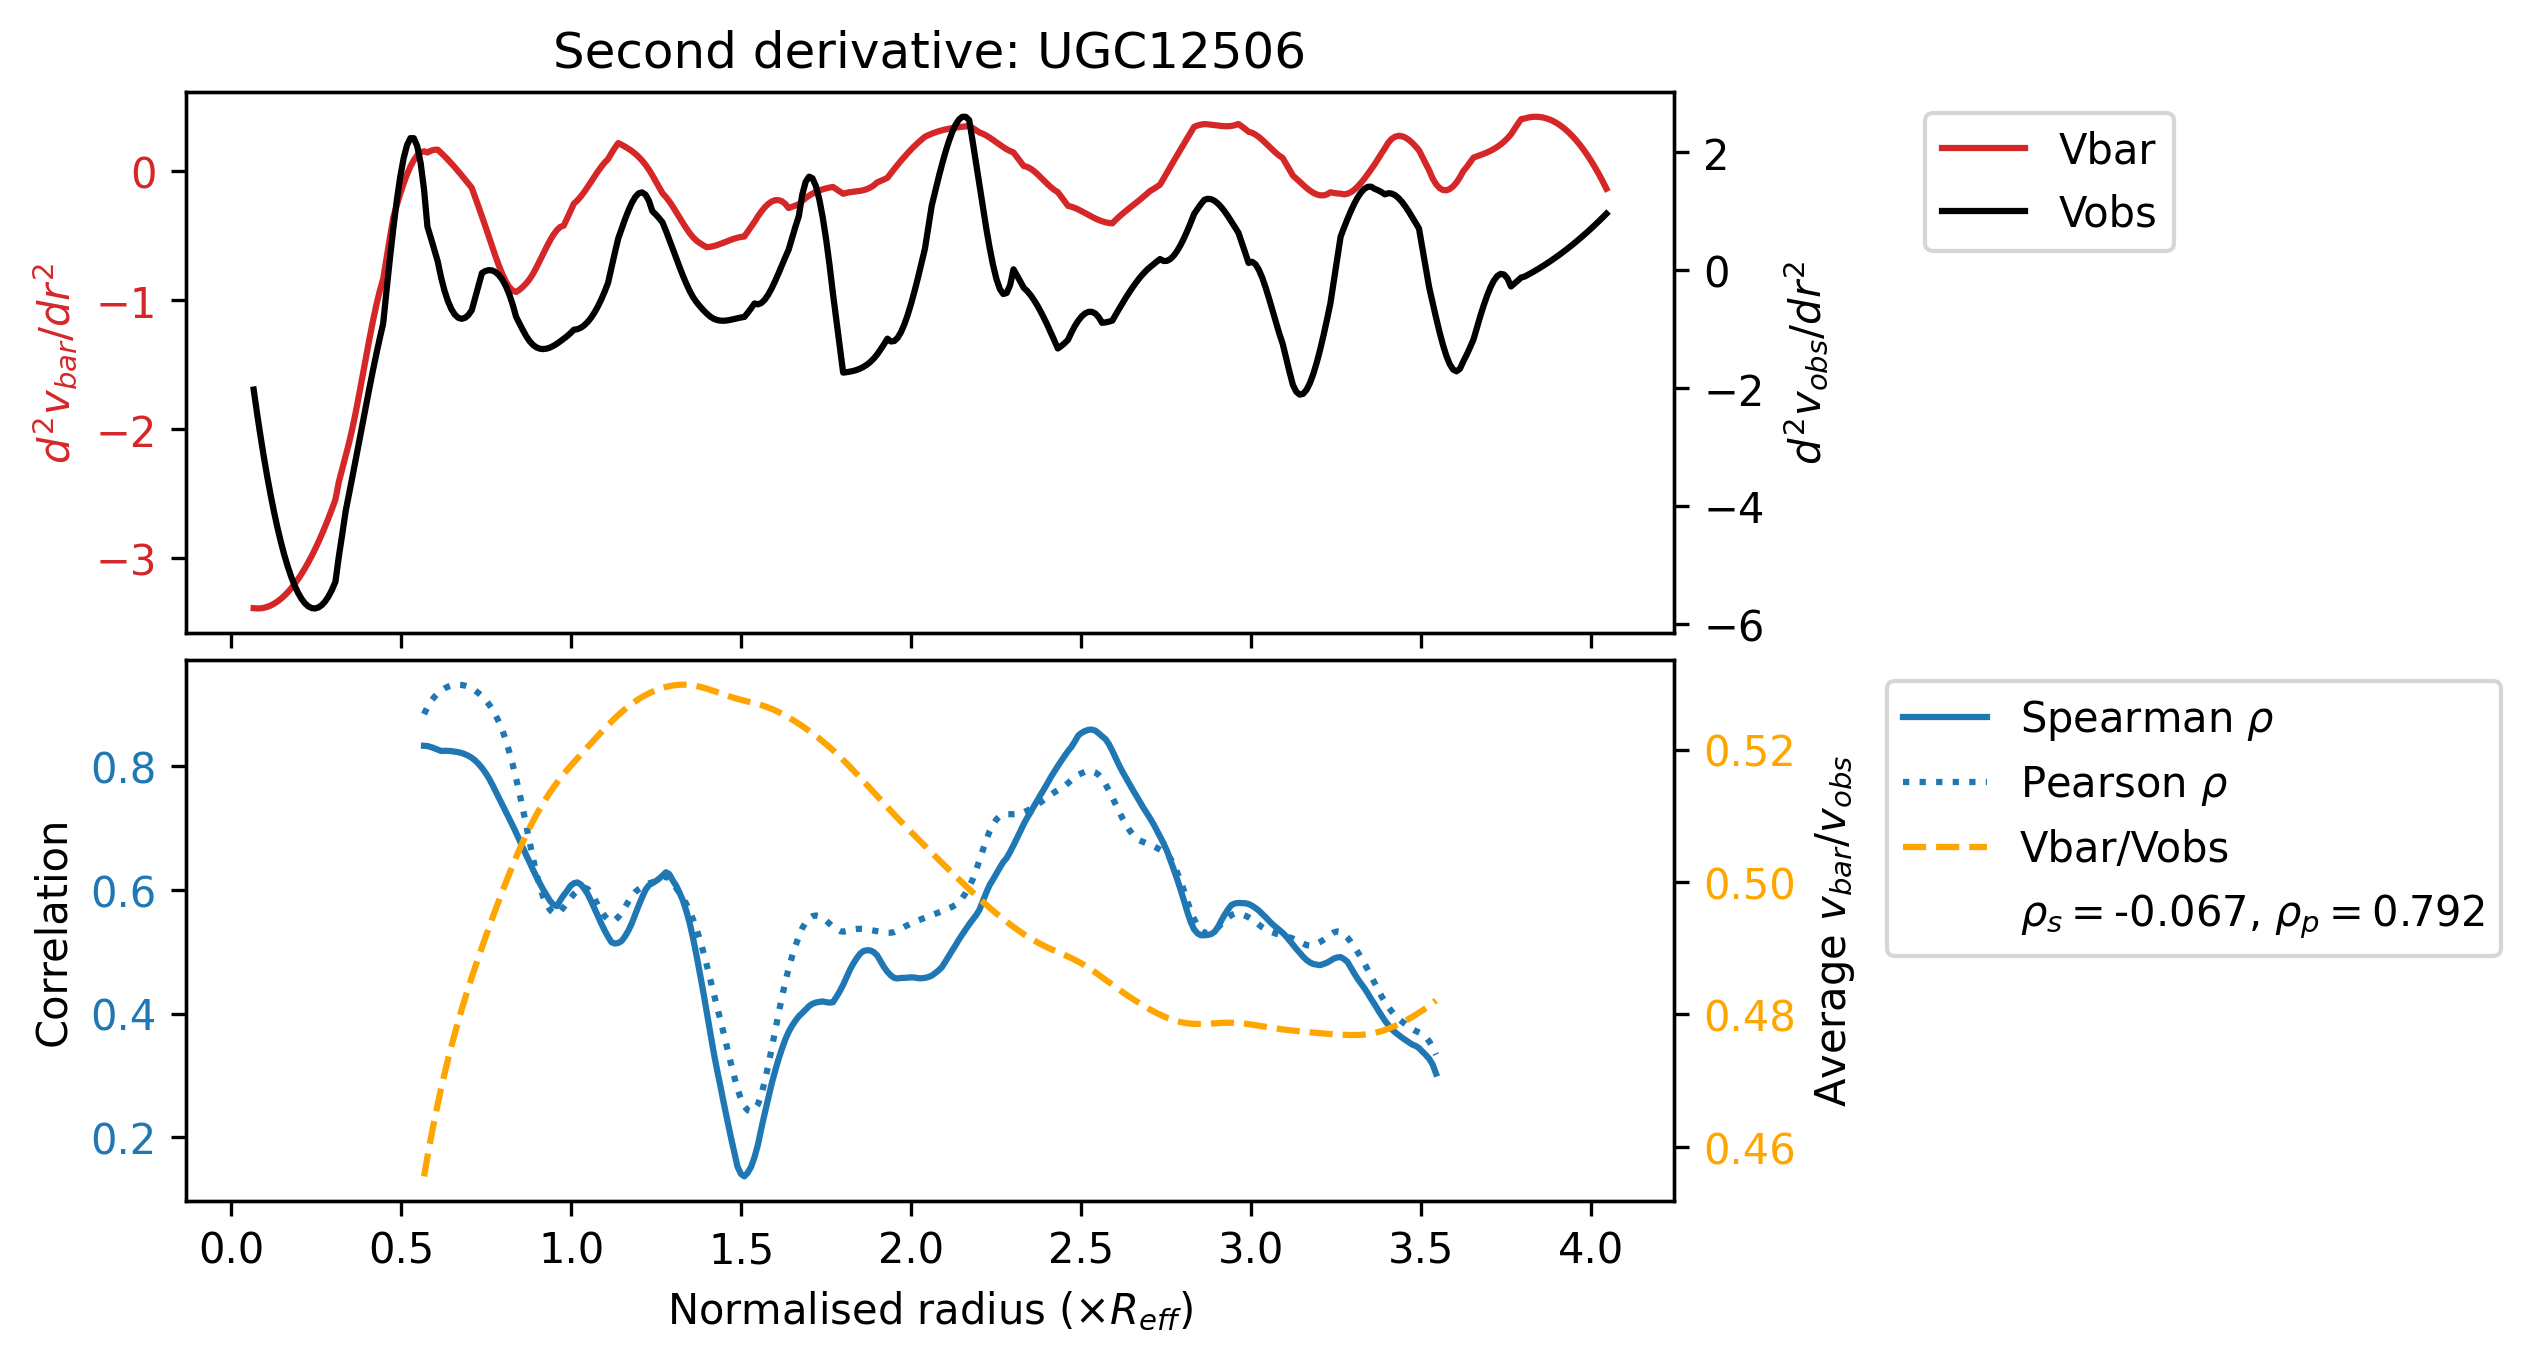 Second derivative: UGC12506
0
−1
−2
−3
d²v_bar/dr²
2
0
−2
−4
−6
d²v_obs/dr²
Vbar
Vobs
0.8
0.6
0.4
0.2
Correlation
0.52
0.50
0.48
0.46
Average v_bar/v_obs
Spearman ρ
Pearson ρ
Vbar/Vobs
ρ_s = -0.067, ρ_p = 0.792
0.0 0.5 1.0 1.5 2.0 2.5 3.0 3.5 4.0
Normalised radius (×R_eff)